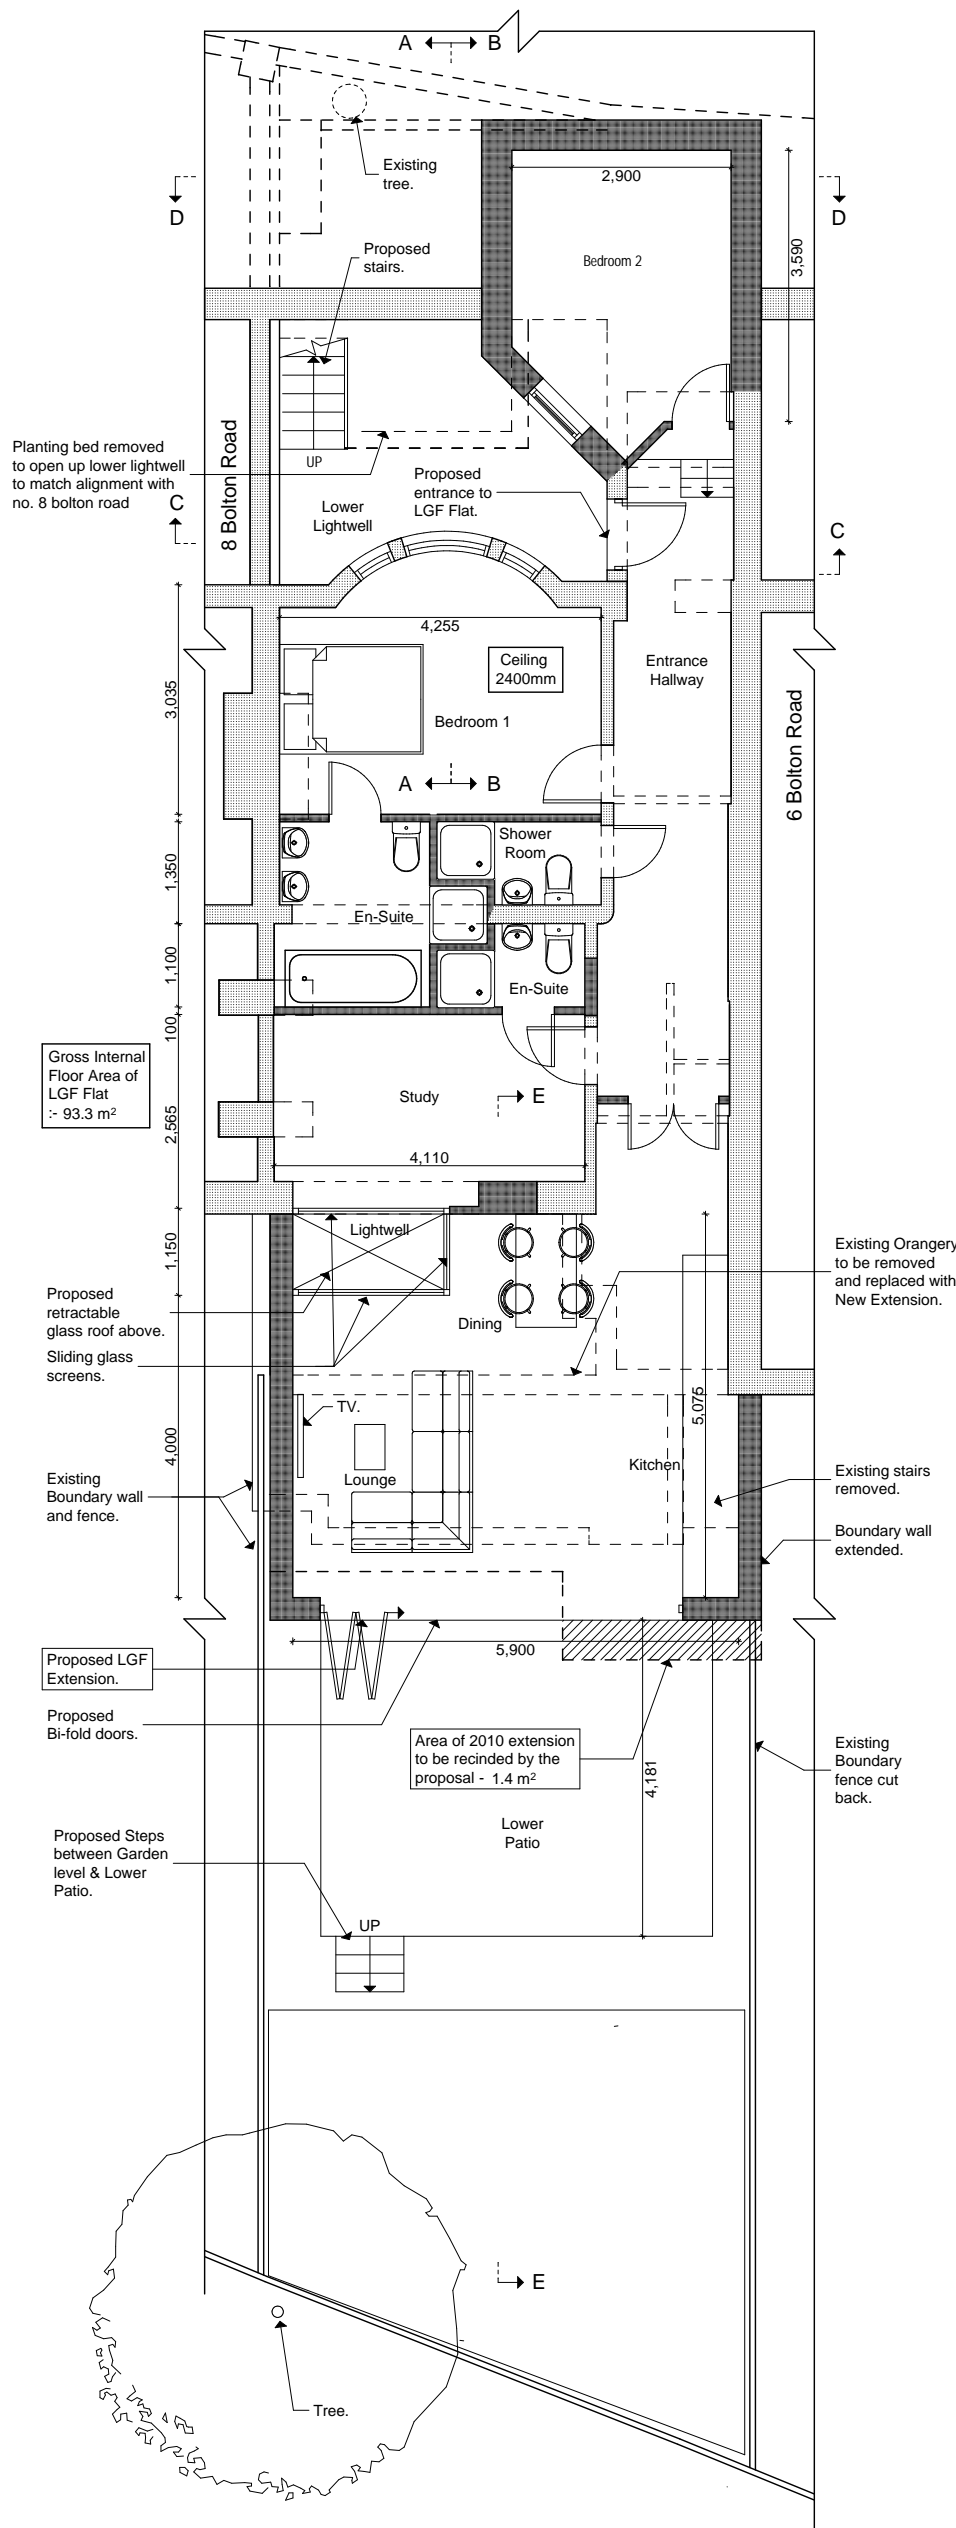 A B
Existing
tree.
2,900
D
D
Proposed
stairs.
Bedroom 2
3,590
Planting bed removed
to open up lower lightwell
to match alignment with
no. 8 bolton road
8 Bolton Road
UP
Proposed
entrance to
LGF Flat.
C
C
Lower
Lightwell
4,255
Ceiling
2400mm
Entrance
Hallway
3,035
Bedroom 1
6 Bolton Road
A B
Shower
Room
1,350
En-Suite
1,100
En-Suite
100
Gross Internal
Floor Area of
LGF Flat
:- 93.3 m²
Study
E
2,565
4,110
Lightwell
1,150
Existing Orangery
to be removed
and replaced with
New Extension.
Proposed
retractable
glass roof above.
Dining
Sliding glass
screens.
TV.
5,075
4,000
Lounge
Kitchen
Existing
Boundary wall
and fence.
Existing stairs
removed.
Boundary wall
extended.
5,900
Proposed LGF
Extension.
Proposed
Bi-fold doors.
Area of 2010 extension
to be recinded by the
proposal - 1.4 m²
4,181
Existing
Boundary
fence cut
back.
Lower
Patio
Proposed Steps
between Garden
level & Lower
Patio.
UP
E
Tree.